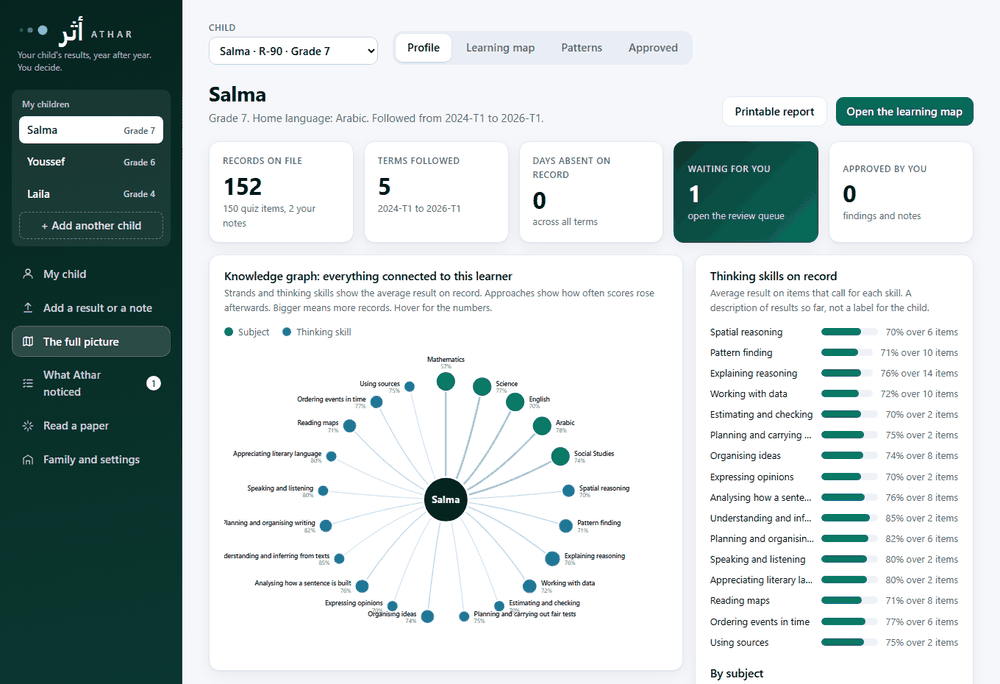 أثر ATHAR
Your child's results, year after year.
You decide.
My children
Salma Grade 7
Youssef Grade 6
Laila Grade 4
+ Add another child
My child
Add a result or a note
The full picture
What Athar
noticed
1
Read a paper
Family and settings
CHILD
Salma · R-90 · Grade 7
Profile
Learning map
Patterns
Approved
Salma
Grade 7. Home language: Arabic. Followed from 2024-T1 to 2026-T1.
Printable report
Open the learning map
RECORDS ON FILE
152
150 quiz items, 2 your
notes
TERMS FOLLOWED
5
2024-T1 to 2026-T1
DAYS ABSENT ON
RECORD
0
across all terms
WAITING FOR YOU
1
open the review queue
APPROVED BY YOU
0
findings and notes
Knowledge graph: everything connected to this learner
Strands and thinking skills show the average result on record. Approaches show how often scores rose
afterwards. Bigger means more records. Hover for the numbers.
Subject
Thinking skill
Mathematics
57%
Science
77%
English
70%
Arabic
78%
Social Studies
74%
Spatial reasoning
70%
Pattern finding
71%
Explaining reasoning
76%
Working with data
72%
Estimating and checking
Planning and carrying out fair tests
75%
Organising ideas
74%
Expressing opinions
Analysing how a sentence is built
76%
derstanding and inferring from texts
85%
lanning and organising writing
82%
Speaking and listening
80%
Appreciating literary language
80%
Reading maps
71%
Ordering events in time
77%
Using sources
75%
Salma
Thinking skills on record
Average result on items that call for each skill. A
description of results so far, not a label for the child.
Spatial reasoning 70% over 6 items
Pattern finding 71% over 10 items
Explaining reasoning 76% over 14 items
Working with data 72% over 10 items
Estimating and checking 70% over 2 items
Planning and carrying ... 75% over 2 items
Organising ideas 74% over 8 items
Expressing opinions 70% over 2 items
Analysing how a sente... 76% over 8 items
Understanding and inf... 85% over 2 items
Planning and organisin... 82% over 6 items
Speaking and listening 80% over 2 items
Appreciating literary la... 80% over 2 items
Reading maps 71% over 8 items
Ordering events in time 77% over 6 items
Using sources 75% over 2 items
By subject